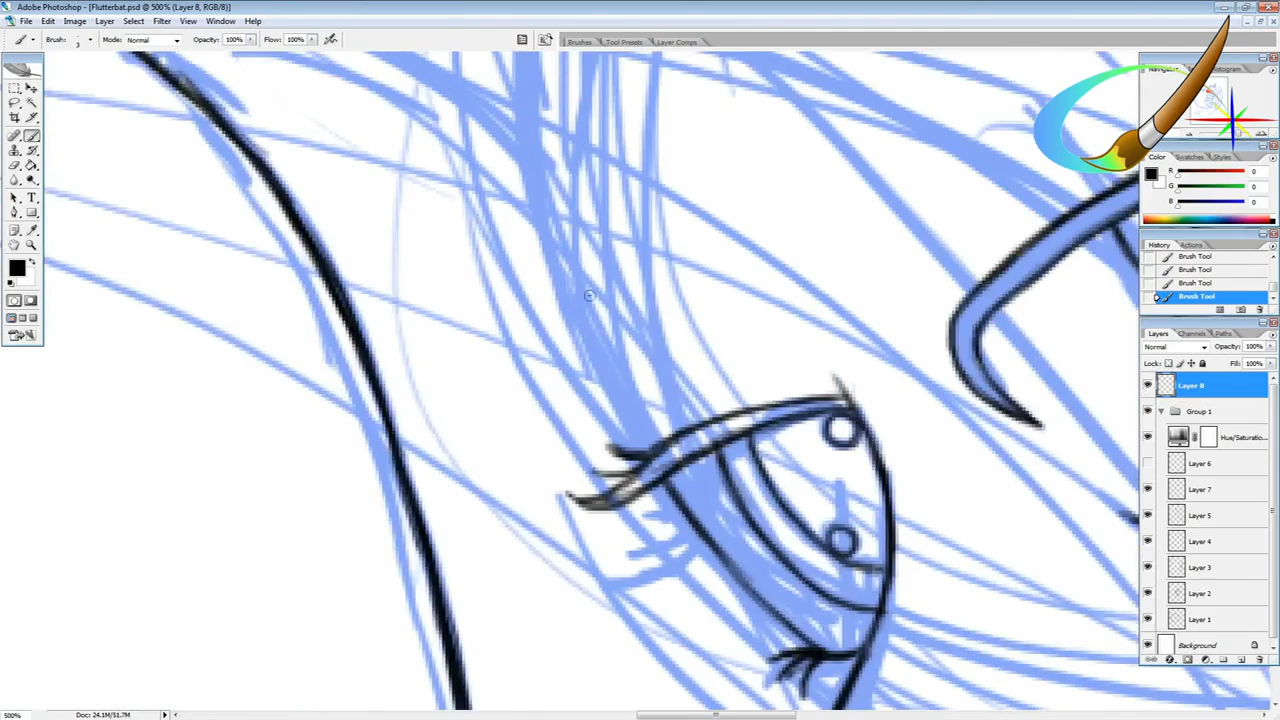 Adobe Photoshop - [Flutterbat.psd @ 500% (Layer 8, RGB/8)]
File Edit Image Layer Select Filter View Window Help
Brush: 3 Mode: Normal Opacity: 100% Flow: 100% Brushes Tool Presets Layer Comps
Color Swatches Styles
R 0
G 0
B 0
History Actions
Brush Tool
Brush Tool
Brush Tool
Brush Tool
Layers Channels Paths
Normal Opacity: 100%
Lock: Fill: 100%
Layer 8
Group 1
Hue/Saturatio...
Layer 6
Layer 7
Layer 5
Layer 4
Layer 3
Layer 2
Layer 1
Background
500% Doc: 24.1M/51.7M